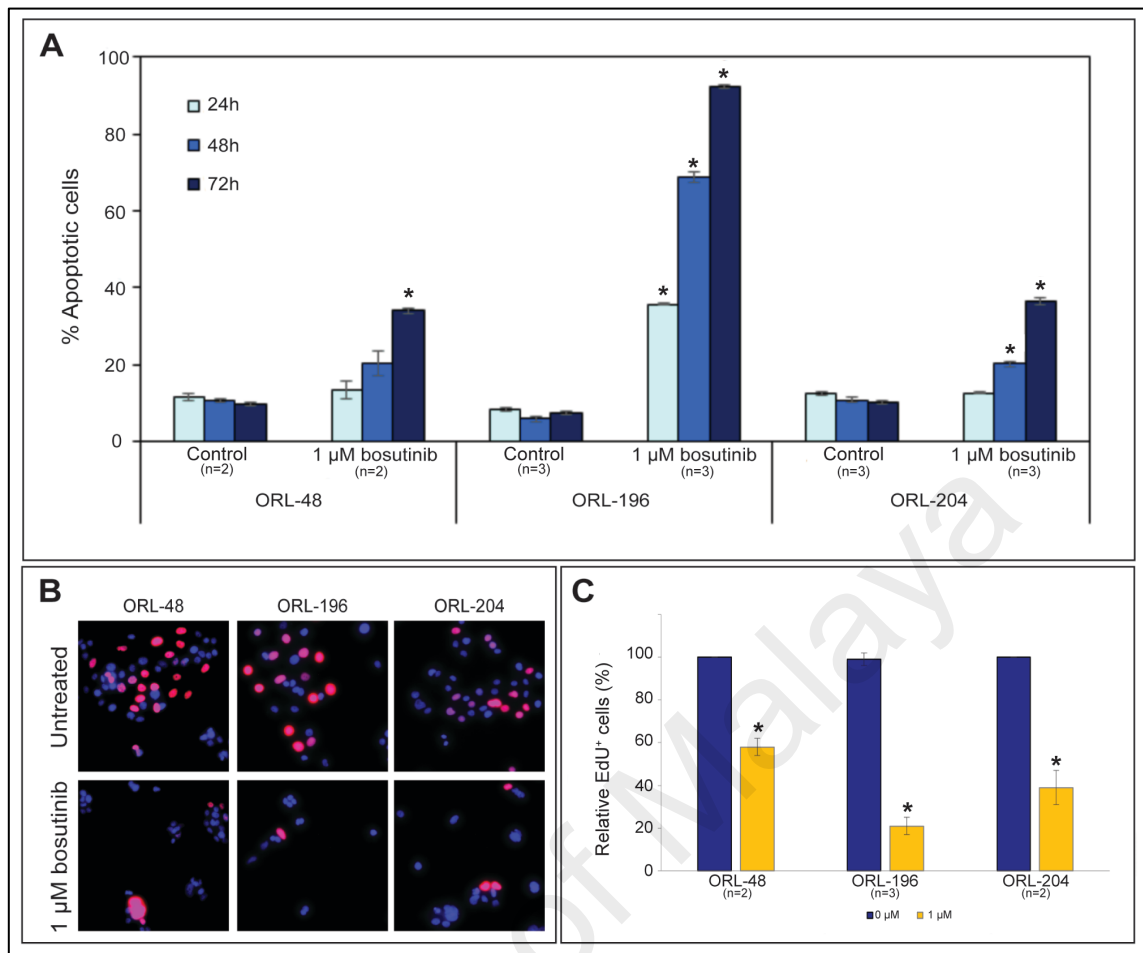 A
100
80
60
40
20
0
% Apoptotic cells
24h
48h
72h
*
*
*
*
*
*
Control
(n=2)
1 µM bosutinib
(n=2)
Control
(n=3)
1 µM bosutinib
(n=3)
Control
(n=3)
1 µM bosutinib
(n=3)
ORL-48
ORL-196
ORL-204
B
ORL-48
ORL-196
ORL-204
Untreated
1 µM bosutinib
C
100
80
60
40
20
0
Relative EdU⁺ cells (%)
*
*
*
ORL-48
(n=2)
ORL-196
(n=3)
ORL-204
(n=2)
0 µM
1 µM
of Malaya